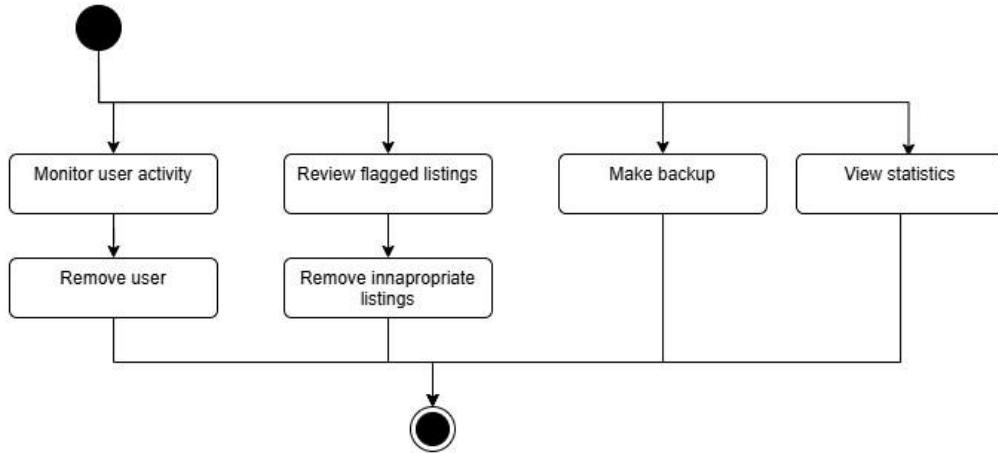 Monitor user activity
Review flagged listings
Make backup
View statistics
Remove user
Remove innapropriate
listings